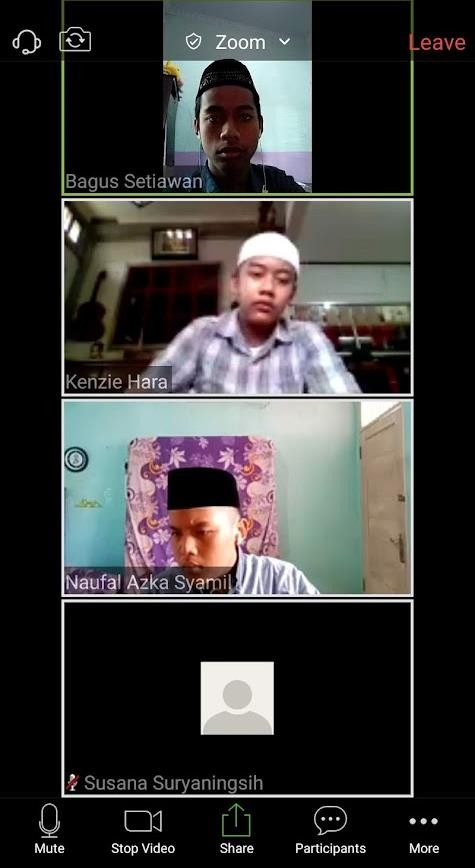 Zoom
Leave
Bagus Setiawan
Kenzie Hara
Naufal Azka Syamil
Susana Suryaningsih
Mute
Stop Video
Share
Participants
More